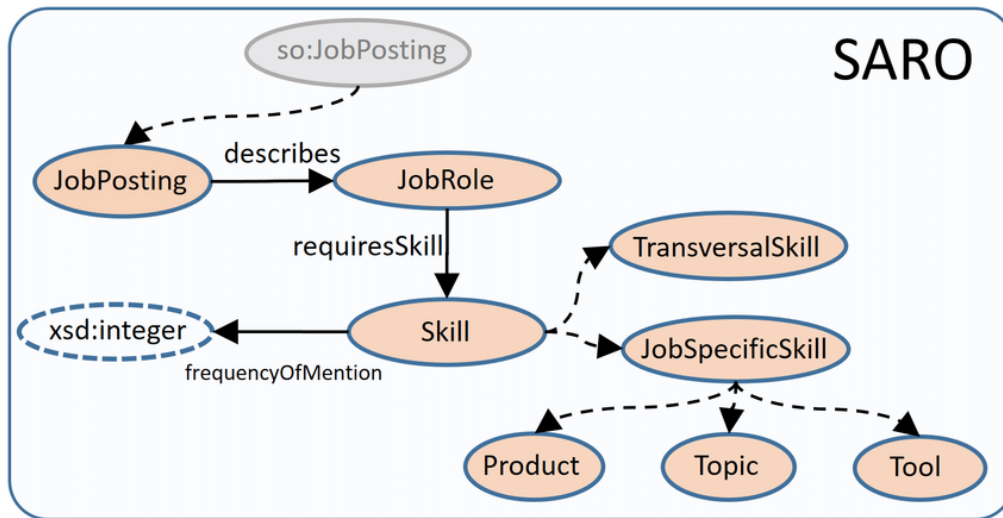 so:JobPosting
SARO
describes
JobPosting
JobRole
requiresSkill
TransversalSkill
xsd:integer
Skill
JobSpecificSkill
frequencyOfMention
Product
Topic
Tool